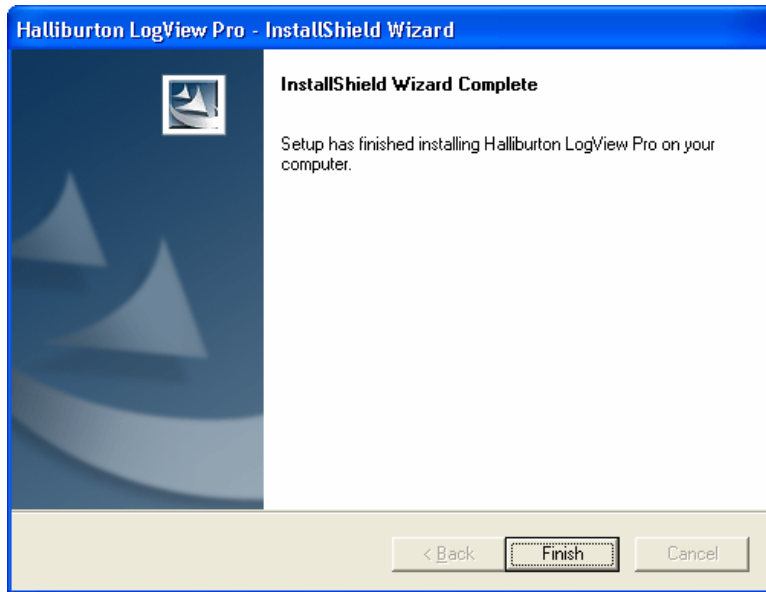 Halliburton LogView Pro - InstallShield Wizard
InstallShield Wizard Complete
Setup has finished installing Halliburton LogView Pro on your
computer.
< Back
Finish
Cancel